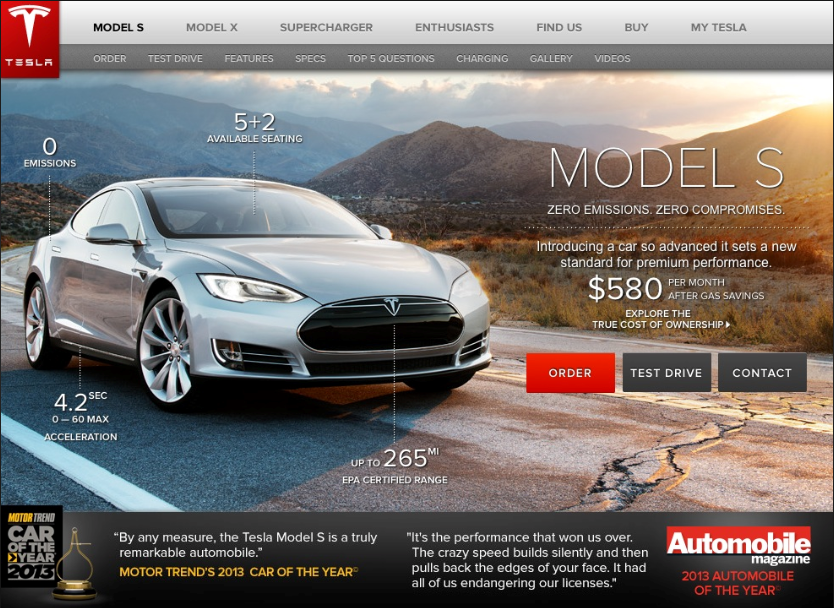 TESLA
MODEL S
MODEL X
SUPERCHARGER
ENTHUSIASTS
FIND US
BUY
MY TESLA
ORDER
TEST DRIVE
FEATURES
SPECS
TOP 5 QUESTIONS
CHARGING
GALLERY
VIDEOS
0
EMISSIONS
5+2
AVAILABLE SEATING
MODEL S
ZERO EMISSIONS. ZERO COMPROMISES.
Introducing a car so advanced it sets a new
standard for premium performance.
$580 PER MONTH
AFTER GAS SAVINGS
EXPLORE THE
TRUE COST OF OWNERSHIP
ORDER
TEST DRIVE
CONTACT
4.2 SEC
0 — 60 MAX
ACCELERATION
UP TO 265 MI
EPA CERTIFIED RANGE
MOTOR TREND
CAR
OF THE
YEAR
2013
“By any measure, the Tesla Model S is a truly
remarkable automobile."
MOTOR TREND'S 2013 CAR OF THE YEAR©
"It's the performance that won us over.
The crazy speed builds silently and then
pulls back the edges of your face. It had
all of us endangering our licenses."
Automobile
magazine
2013 AUTOMOBILE
OF THE YEAR©